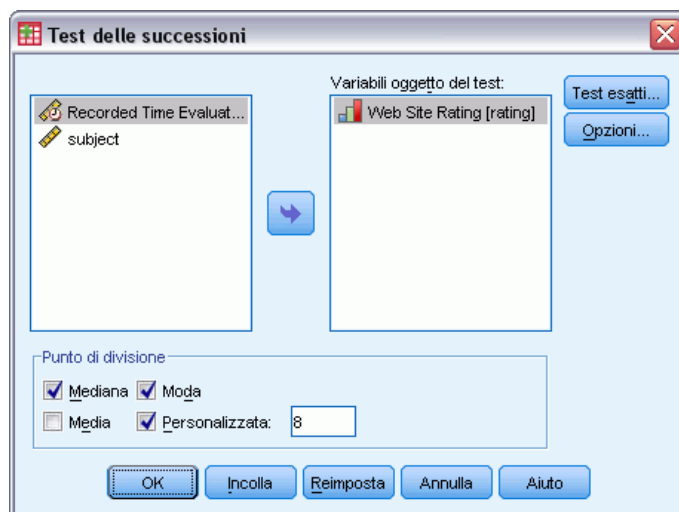 Test delle successioni
Variabili oggetto del test:
Recorded Time Evaluat...
subject
Web Site Rating [rating]
Test esatti...
Opzioni...
Punto di divisione
Mediana Moda
Media Personalizzata: 8
OK Incolla Reimposta Annulla Aiuto